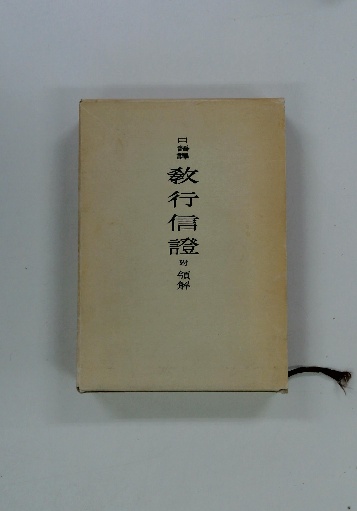 口語譯
教行信證
附 領解